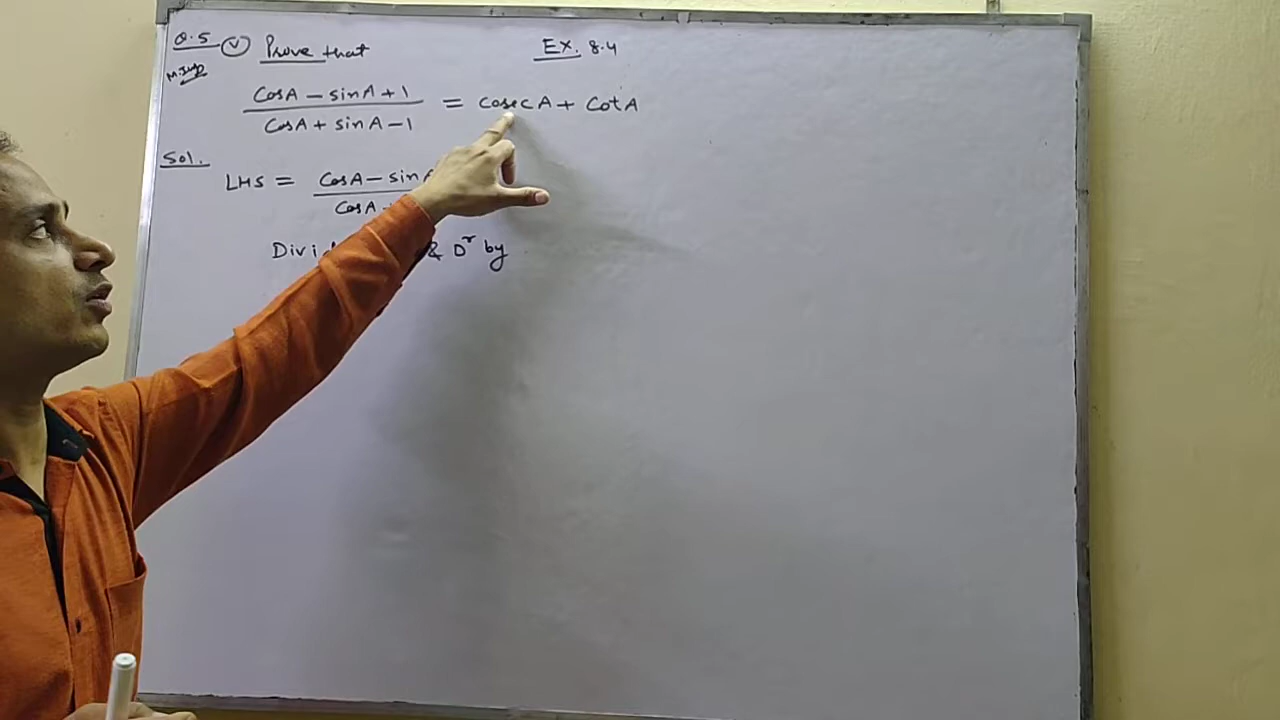 Q.5 (v) Prove that
EX. 8.4
M.Imp
CosA - sinA + 1
CosA + sinA - 1
= cosecA + CotA
Sol.
LHS = CosA - sin
CosA
& Dr by